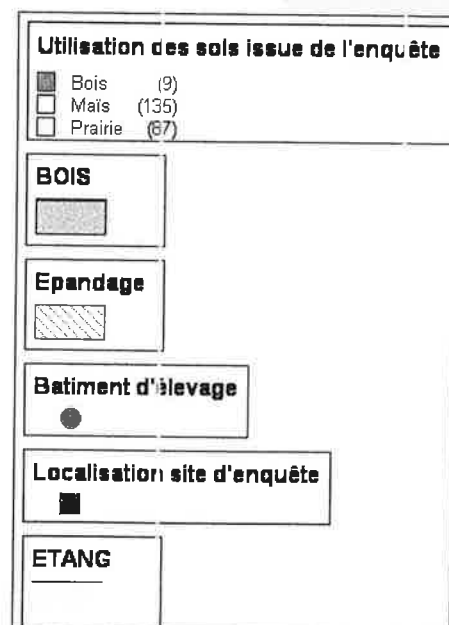 Utilisation des sols issue de l'enquête
Bois (9)
Maïs (135)
Prairie (87)
BOIS
Epandage
Batiment d'élevage
Localisation site d'enquête
ETANG